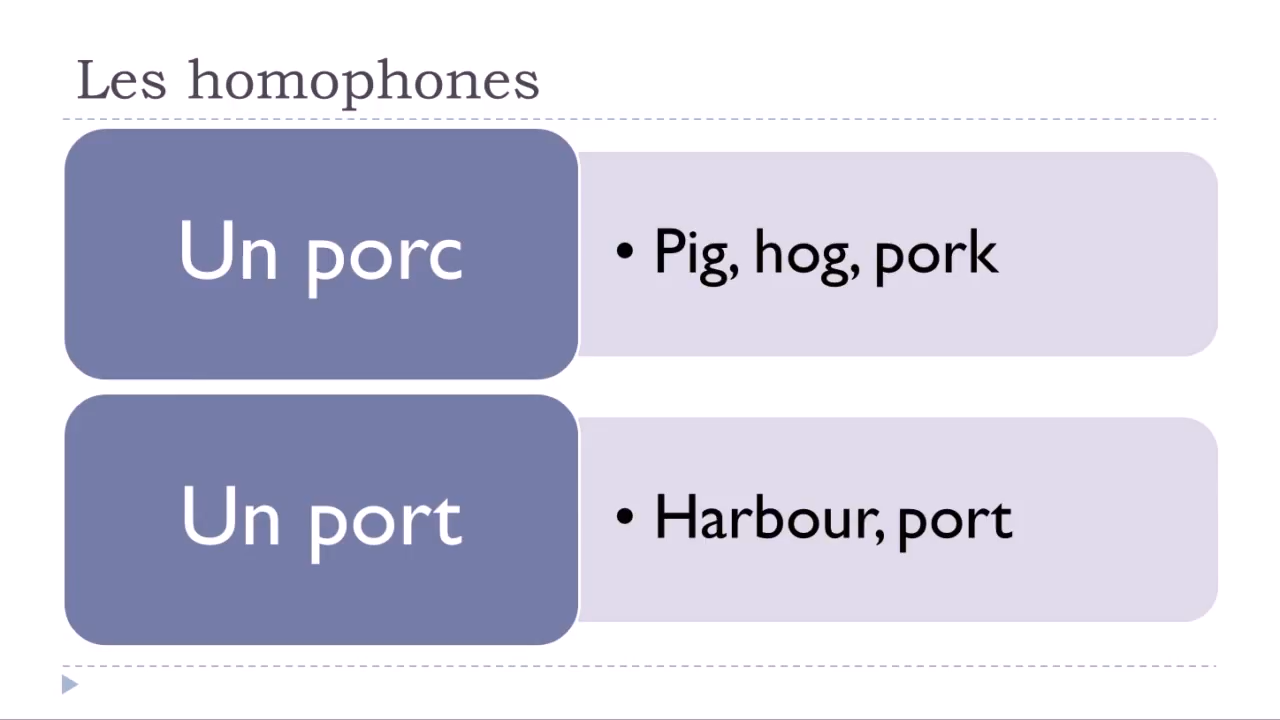 Les homophones
Un porc
• Pig, hog, pork
Un port
• Harbour, port